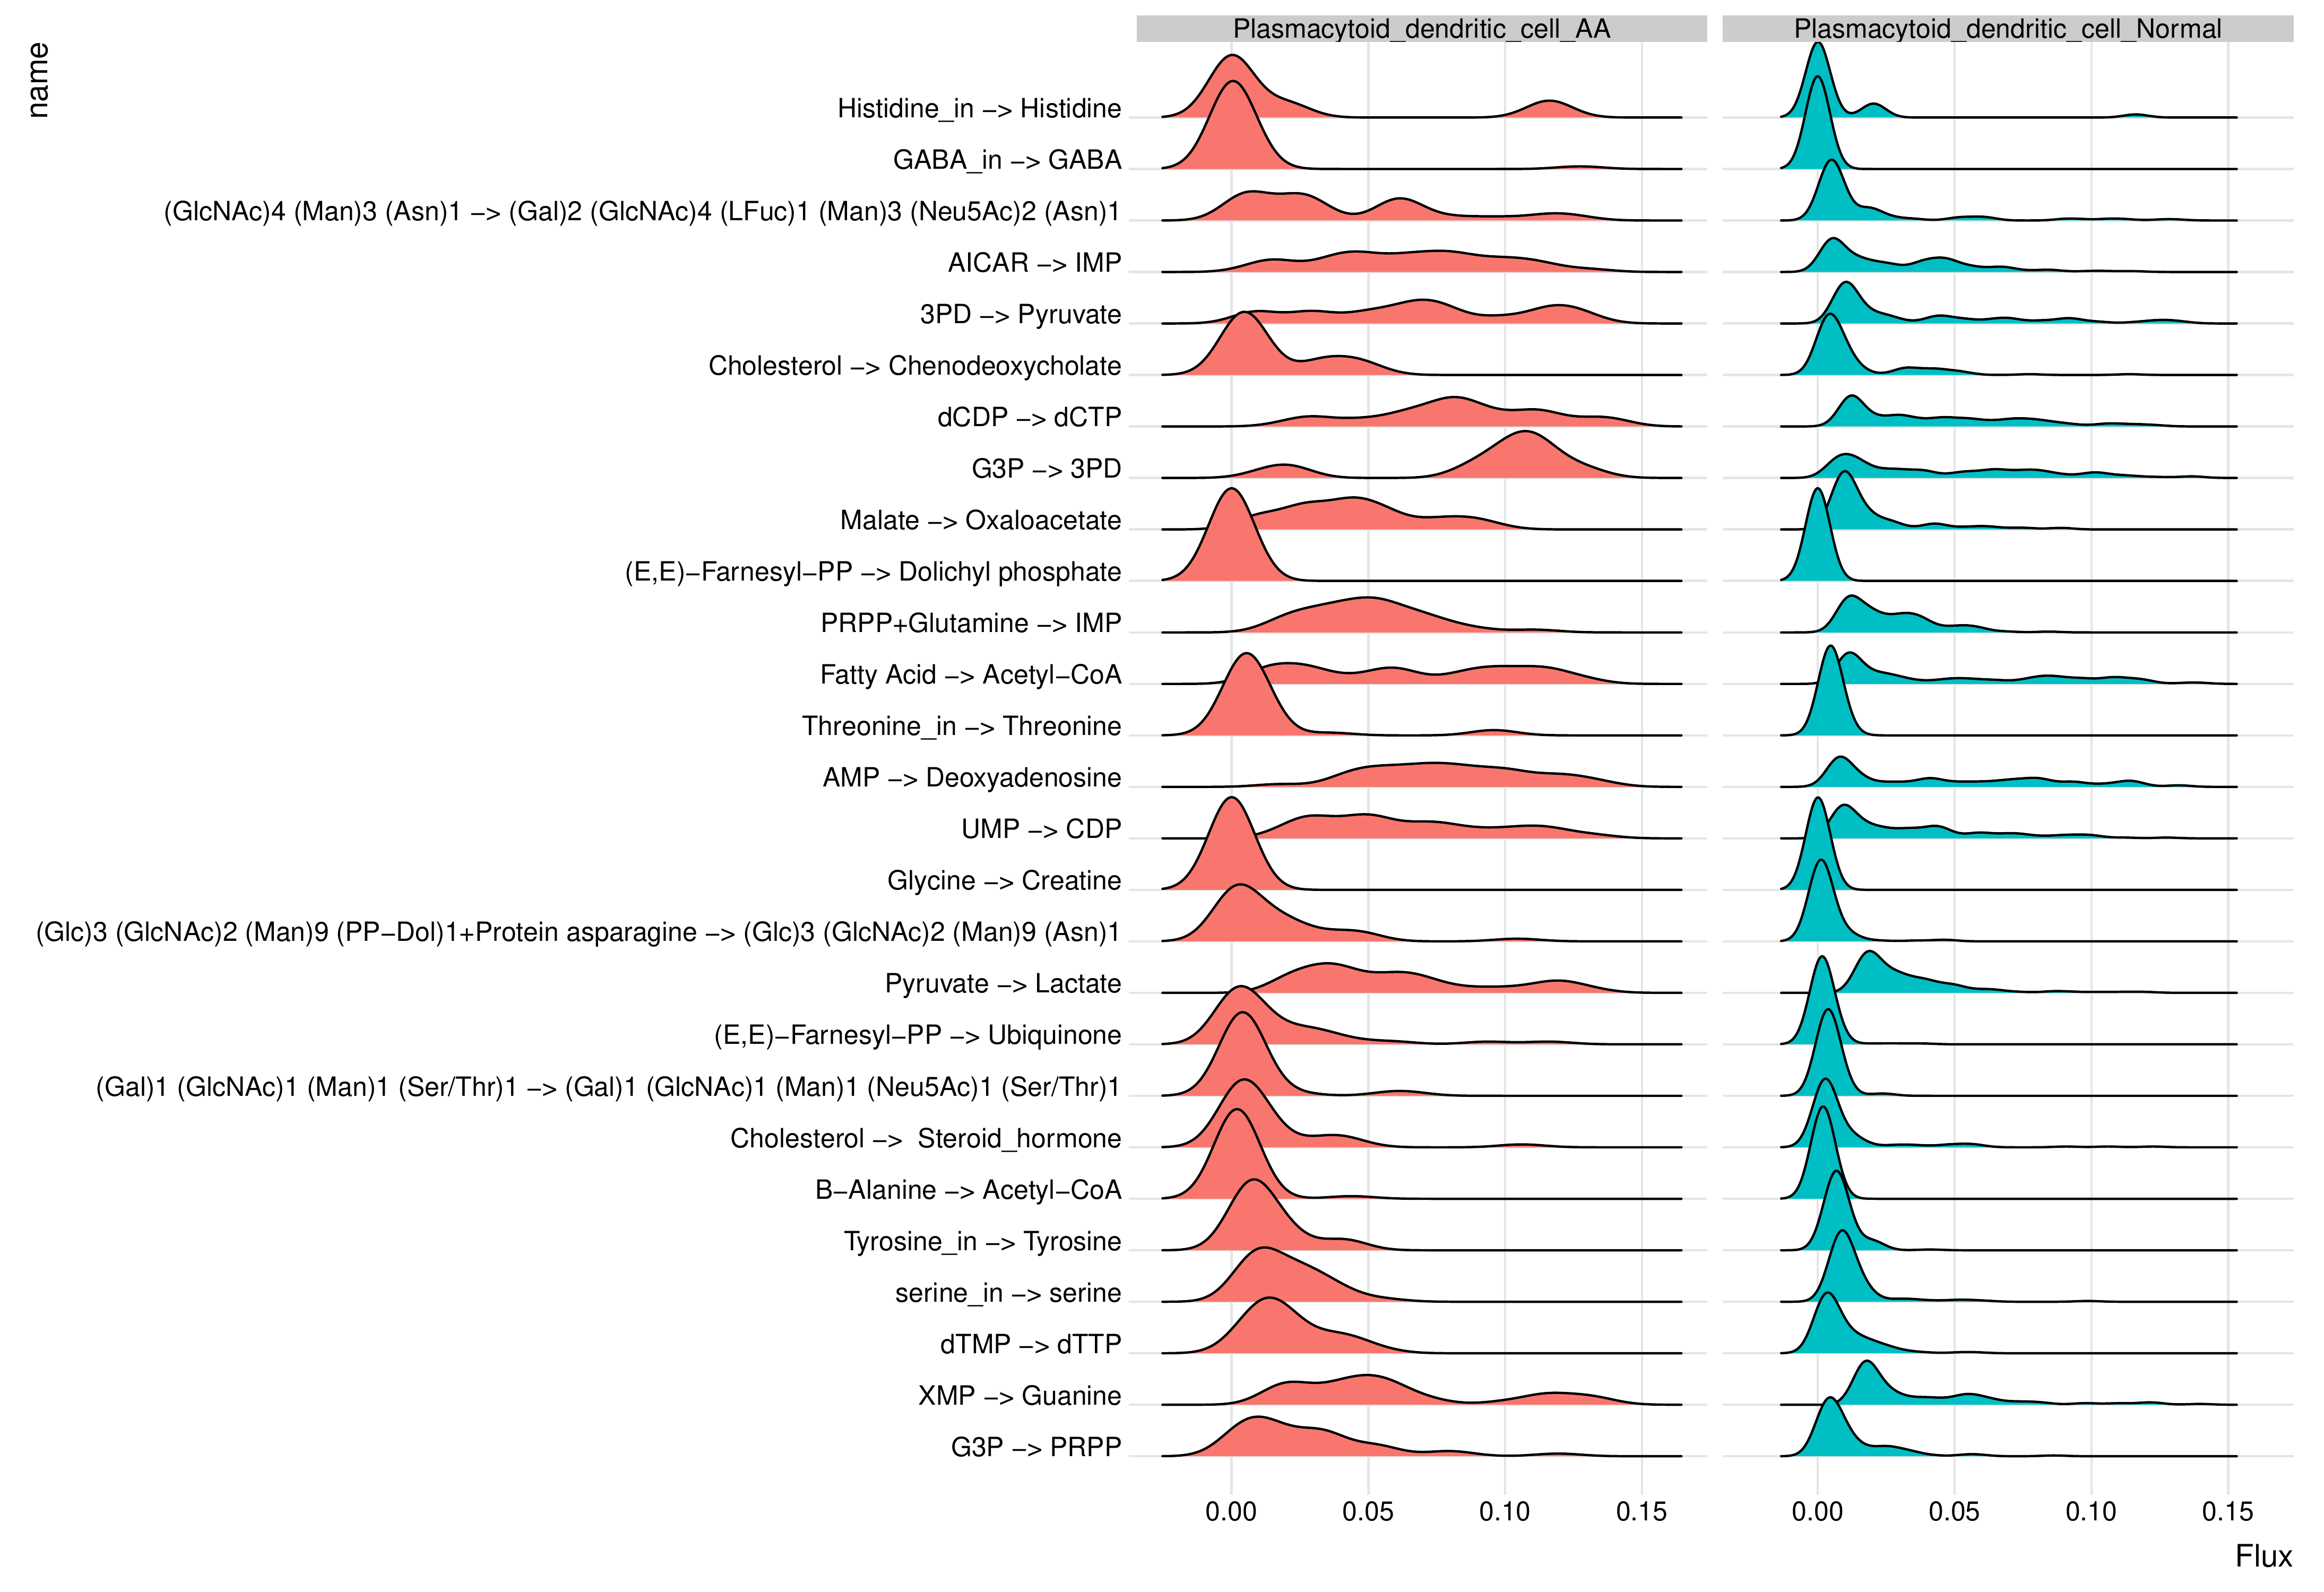 Plasmacytoid_dendritic_cell_AA
Plasmacytoid_dendritic_cell_Normal
name
Histidine_in −> Histidine
GABA_in −> GABA
(GlcNAc)4 (Man)3 (Asn)1 −> (Gal)2 (GlcNAc)4 (LFuc)1 (Man)3 (Neu5Ac)2 (Asn)1
AICAR −> IMP
3PD −> Pyruvate
Cholesterol −> Chenodeoxycholate
dCDP −> dCTP
G3P −> 3PD
Malate −> Oxaloacetate
(E,E)−Farnesyl−PP −> Dolichyl phosphate
PRPP+Glutamine −> IMP
Fatty Acid −> Acetyl−CoA
Threonine_in −> Threonine
AMP −> Deoxyadenosine
UMP −> CDP
Glycine −> Creatine
(Glc)3 (GlcNAc)2 (Man)9 (PP−Dol)1+Protein asparagine −> (Glc)3 (GlcNAc)2 (Man)9 (Asn)1
Pyruvate −> Lactate
(E,E)−Farnesyl−PP −> Ubiquinone
(Gal)1 (GlcNAc)1 (Man)1 (Ser/Thr)1 −> (Gal)1 (GlcNAc)1 (Man)1 (Neu5Ac)1 (Ser/Thr)1
Cholesterol −>  Steroid_hormone
B−Alanine −> Acetyl−CoA
Tyrosine_in −> Tyrosine
serine_in −> serine
dTMP −> dTTP
XMP −> Guanine
G3P −> PRPP
0.00 0.05 0.10 0.15
0.00 0.05 0.10 0.15
Flux